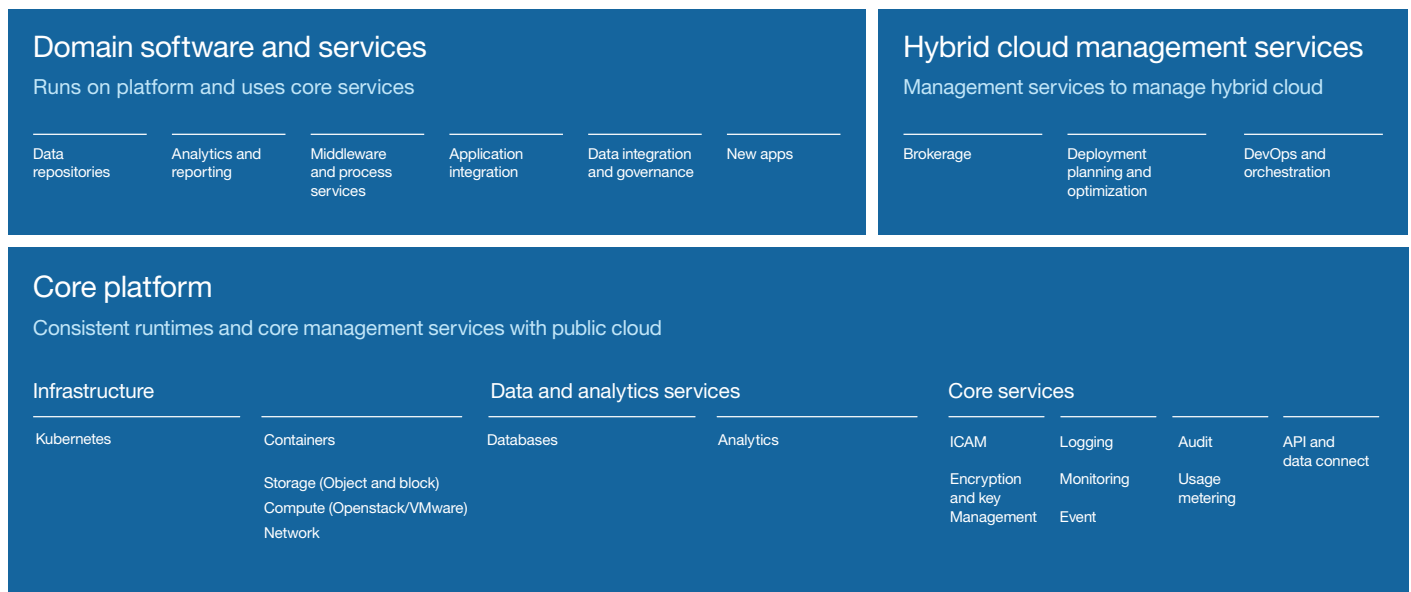 Domain software and services
Runs on platform and uses core services
Data
repositories
Analytics and
reporting
Middleware
and process
services
Application
integration
Data integration
and governance
New apps
Hybrid cloud management services
Management services to manage hybrid cloud
Brokerage
Deployment
planning and
optimization
DevOps and
orchestration
Core platform
Consistent runtimes and core management services with public cloud
Infrastructure
Kubernetes
Containers
Storage (Object and block)
Compute (Openstack/VMware)
Network
Data and analytics services
Databases
Analytics
Core services
ICAM
Encryption
and key
Management
Logging
Monitoring
Event
Audit
Usage
metering
API and
data connect